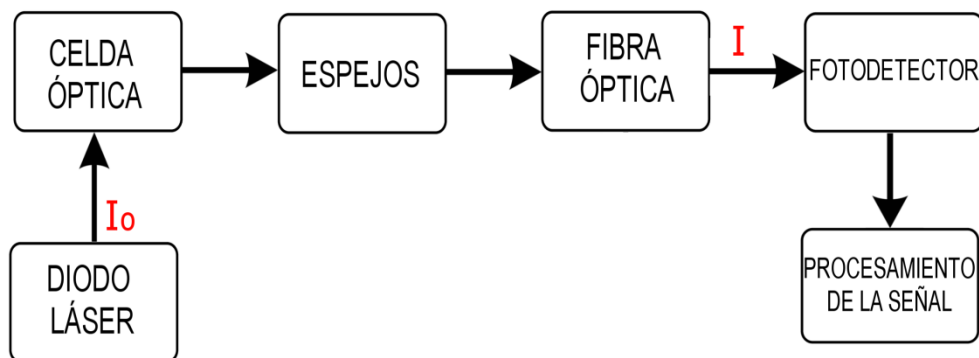 CELDA
ÓPTICA
ESPEJOS
FIBRA
ÓPTICA
I
FOTODETECTOR
Io
DIODO
LÁSER
PROCESAMIENTO
DE LA SEÑAL